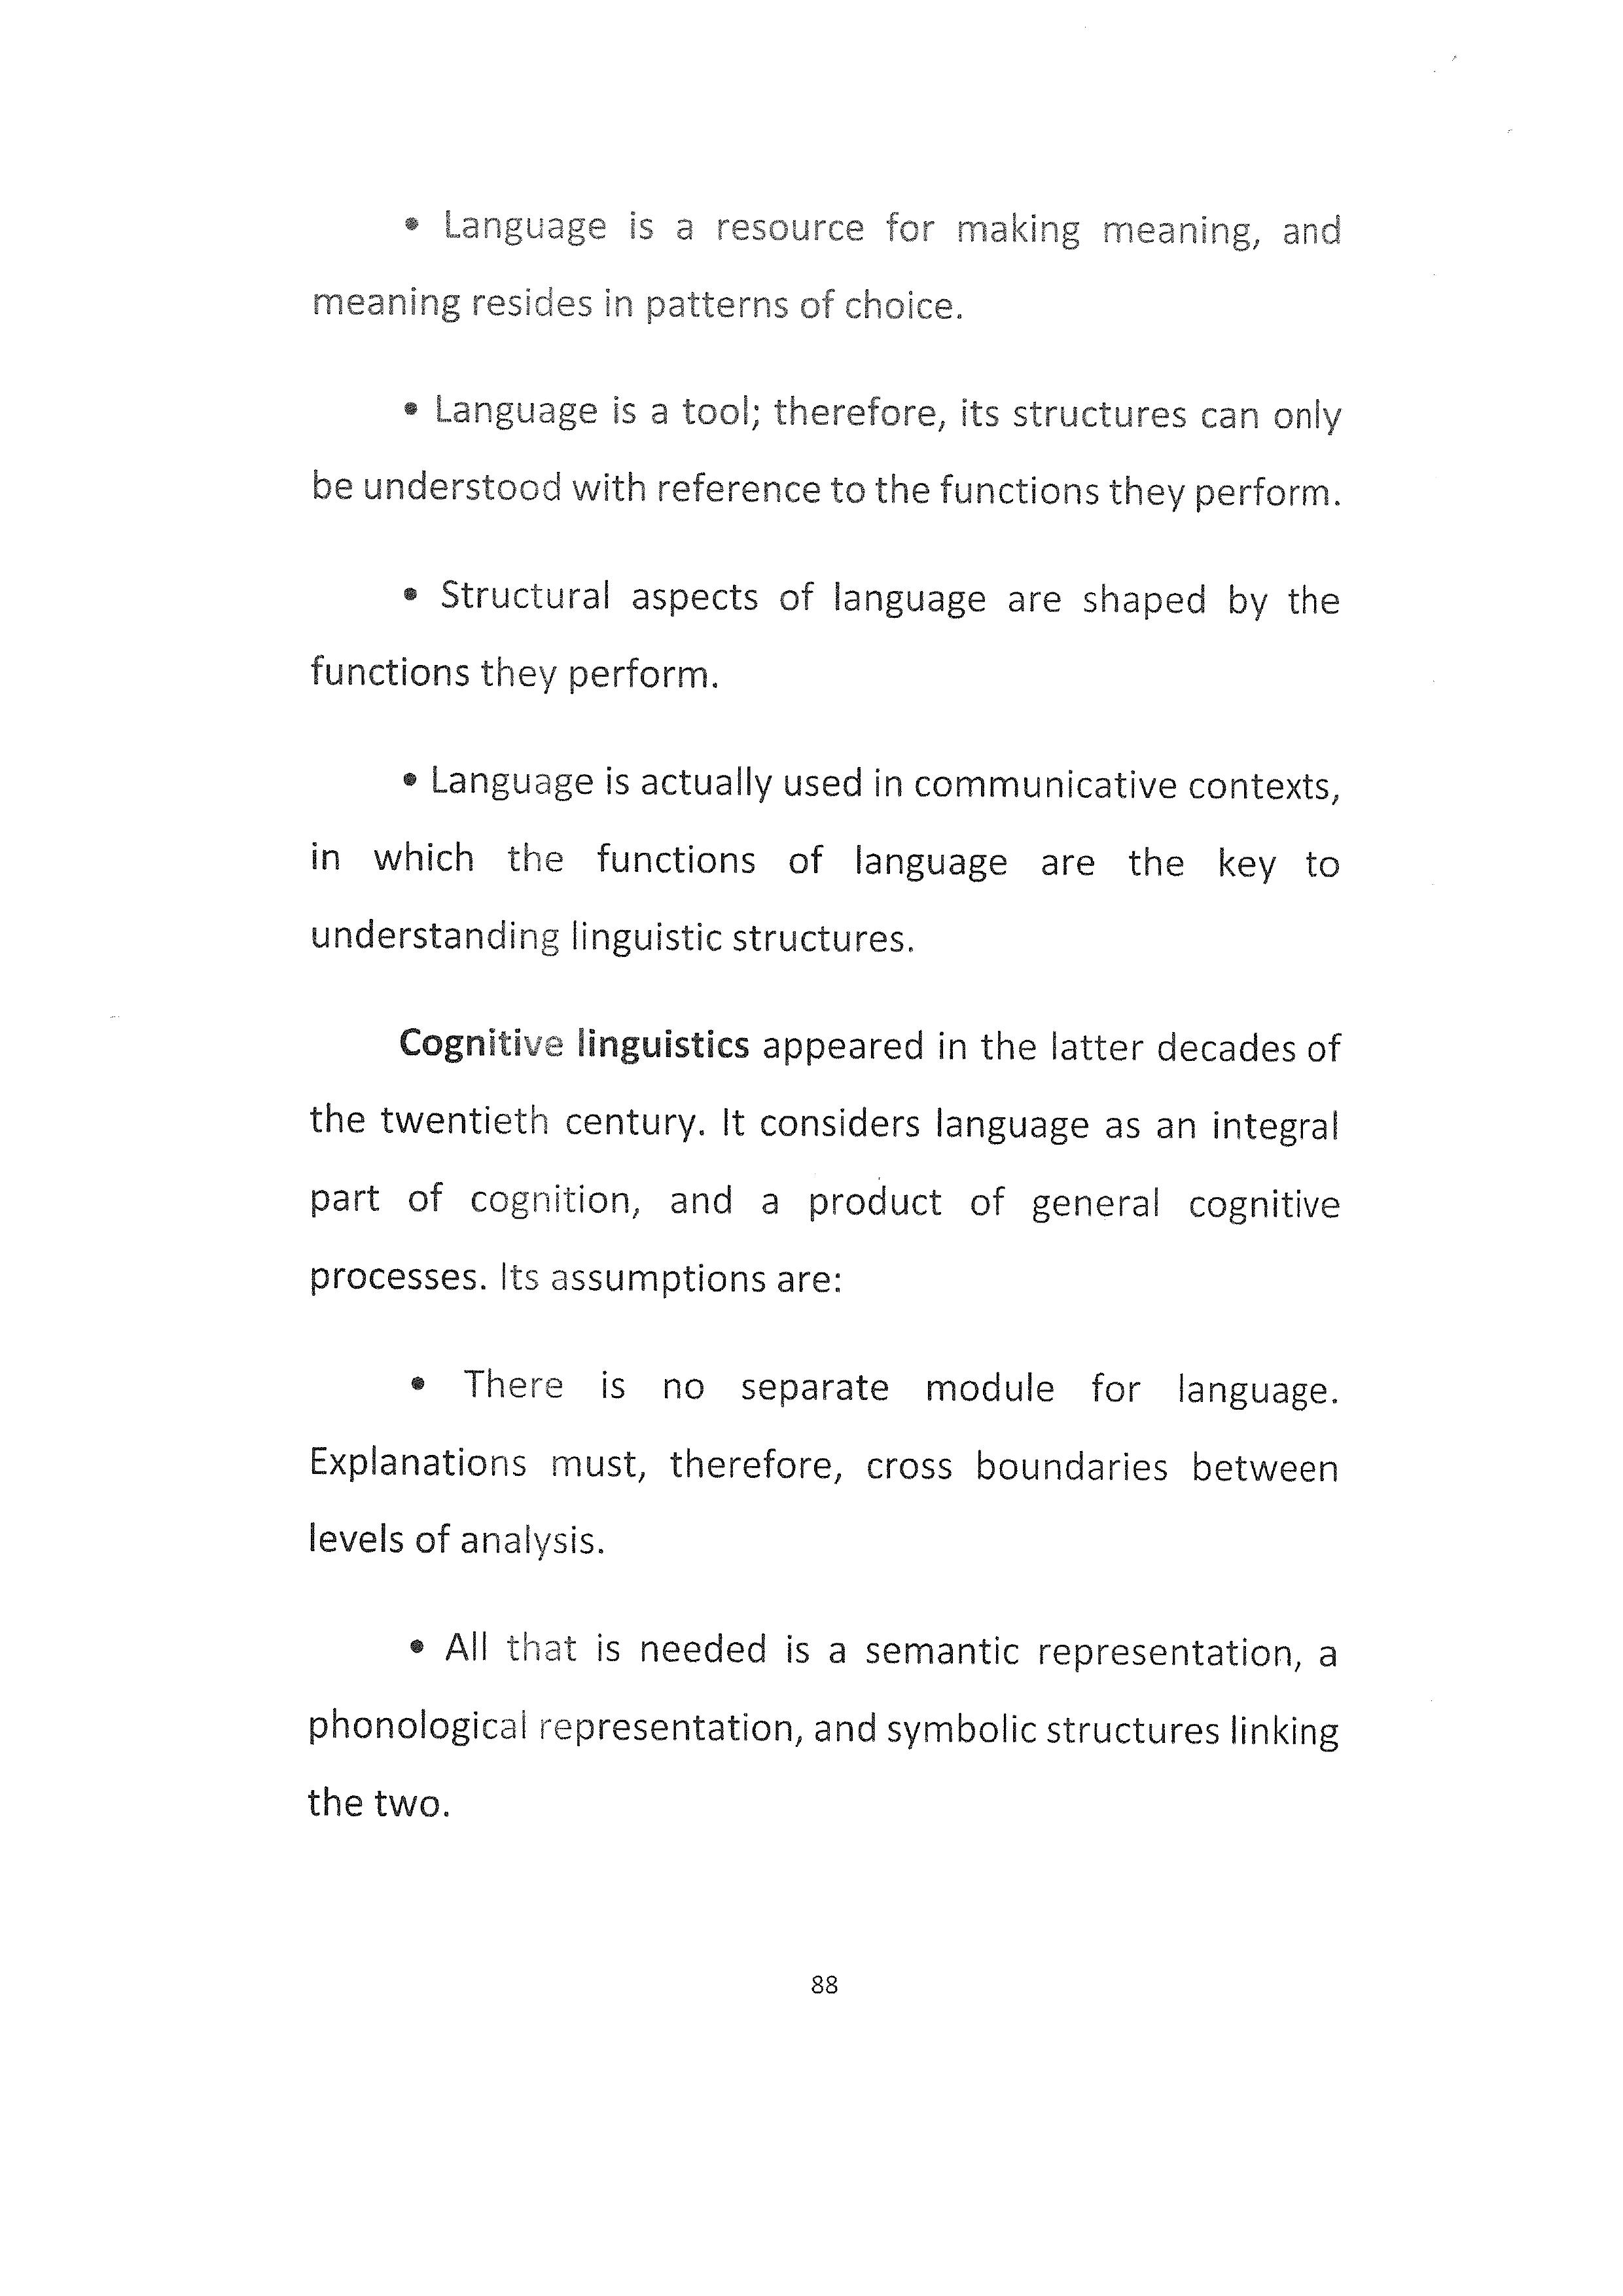 • Language is a resource for making meaning, and
meaning resides in patterns of choice.
• Language is a tool; therefore, its structures can only
be understood with reference to the functions they perform.
• Structural aspects of language are shaped by the
functions they perform.
• Language is actually used in communicative contexts,
in which the functions of language are the key to
understanding linguistic structures.
Cognitive linguistics appeared in the latter decades of
the twentieth century. It considers language as an integral
part of cognition, and a product of general cognitive
processes. Its assumptions are:
• There is no separate module for language.
Explanations must, therefore, cross boundaries between
levels of analysis.
• All that is needed is a semantic representation, a
phonological representation, and symbolic structures linking
the two.
88